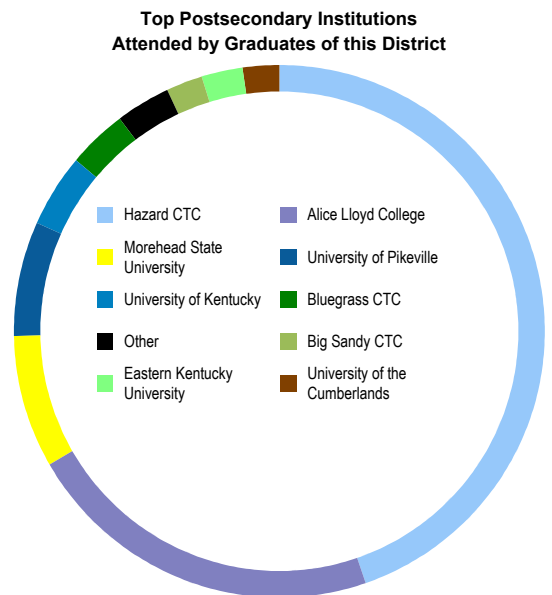 Top Postsecondary Institutions
Attended by Graduates of this District
Hazard CTC
Alice Lloyd College
Morehead State
University
University of Pikeville
University of Kentucky
Bluegrass CTC
Other
Big Sandy CTC
Eastern Kentucky
University
University of the
Cumberlands